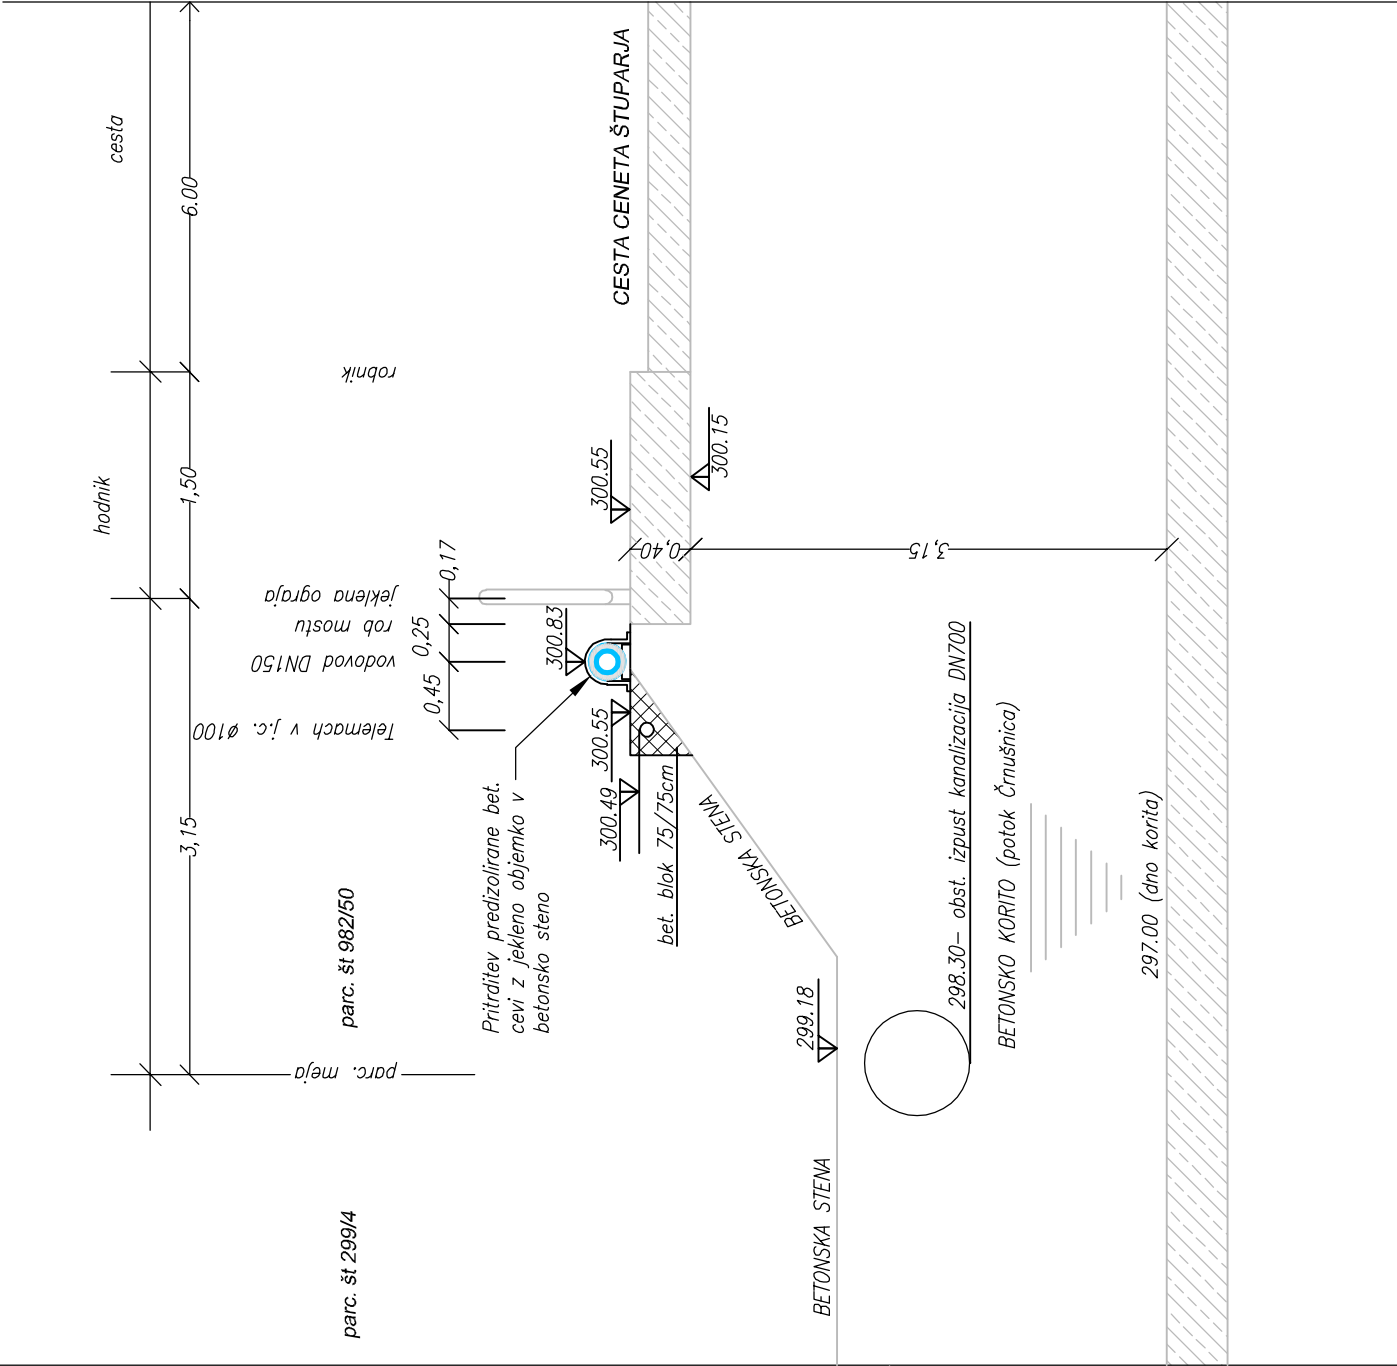 cesta
hodnik
6.00
1,50
3,15
robnik
jeklena ograja
rob mostu
vodovod DN150
Telemach v j.c. ø100
parc. meja
0,17
0,25
0,45
parc. št 982/50
parc. št 299/4
Pritrditev predizolirane bet.
cevi z jekleno objemko v
betonsko steno
CESTA CENETA ŠTUPARJA
300.83
300.55
300.55
300.49
300.15
0,40
3,15
bet. blok 75/75cm
BETONSKA STENA
299.18
BETONSKA STENA
298.30– obst. izpust kanalizacija DN700
BETONSKO KORITO (potok Črnušnica)
297.00 (dno korita)